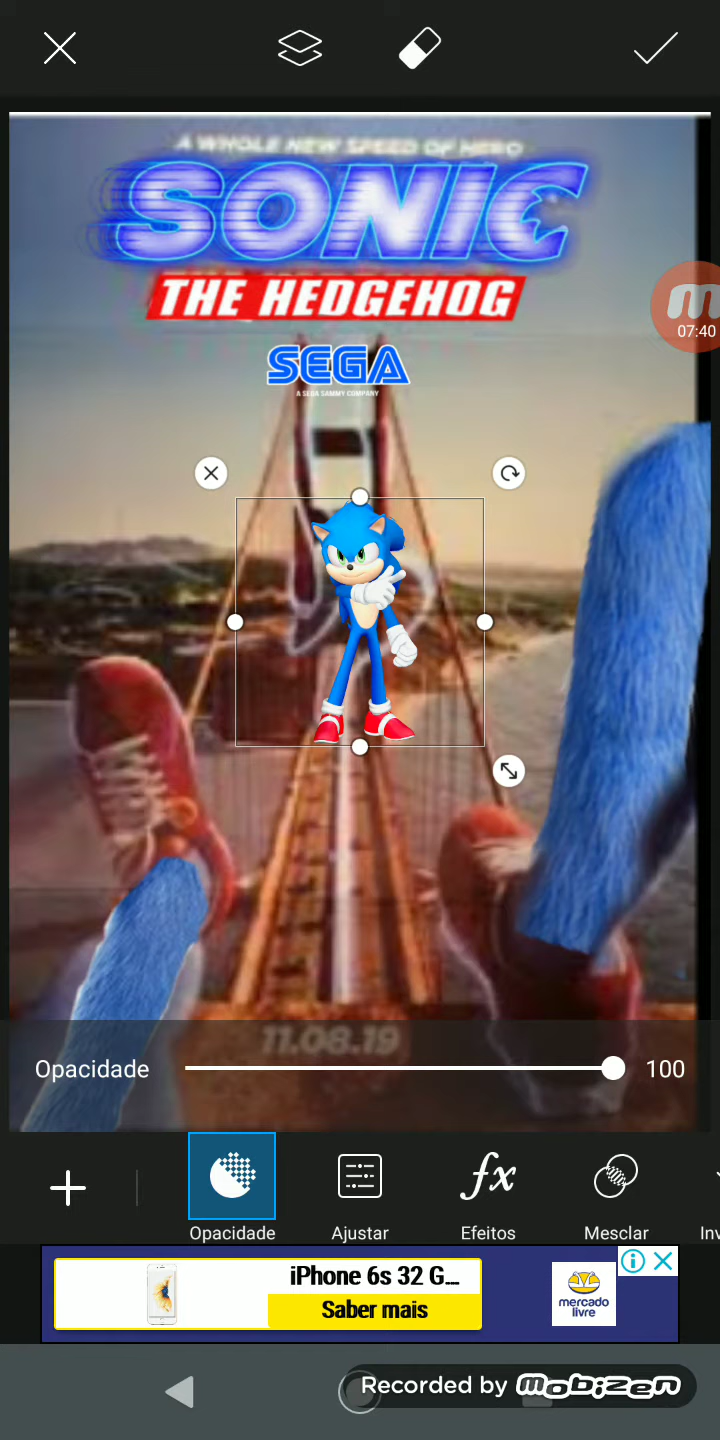 A WHOLE NEW SPEED OF HERO
SONIC
THE HEDGEHOG
07:40
SEGA
A SEGA SAMMY COMPANY
11.08.19
Opacidade
100
Opacidade
Ajustar
Efeitos
Mesclar
Inv
iPhone 6s 32 G...
Saber mais
mercado
livre
Recorded by mobizen